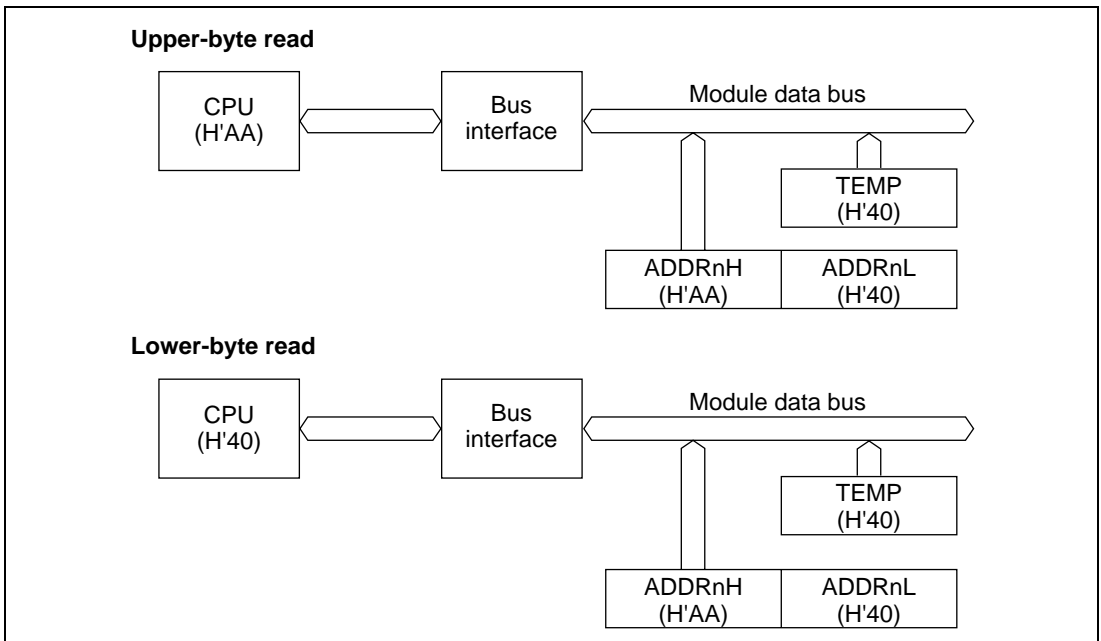 Upper-byte read
CPU
(H'AA)
Bus
interface
Module data bus
TEMP
(H'40)
ADDRnH
(H'AA)
ADDRnL
(H'40)
Lower-byte read
CPU
(H'40)
Bus
interface
Module data bus
TEMP
(H'40)
ADDRnH
(H'AA)
ADDRnL
(H'40)